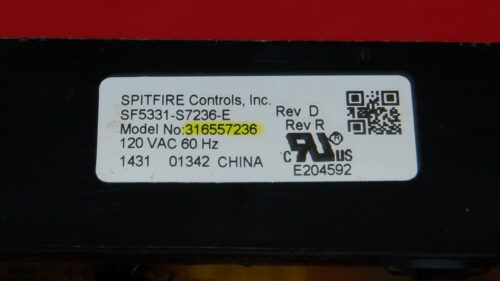 SPITFIRE Controls, Inc.
SF5331-S7236-E
Rev D
Model No:316557236
Rev R
120 VAC 60 Hz
1431 01342 CHINA
C RU ® US
E204592